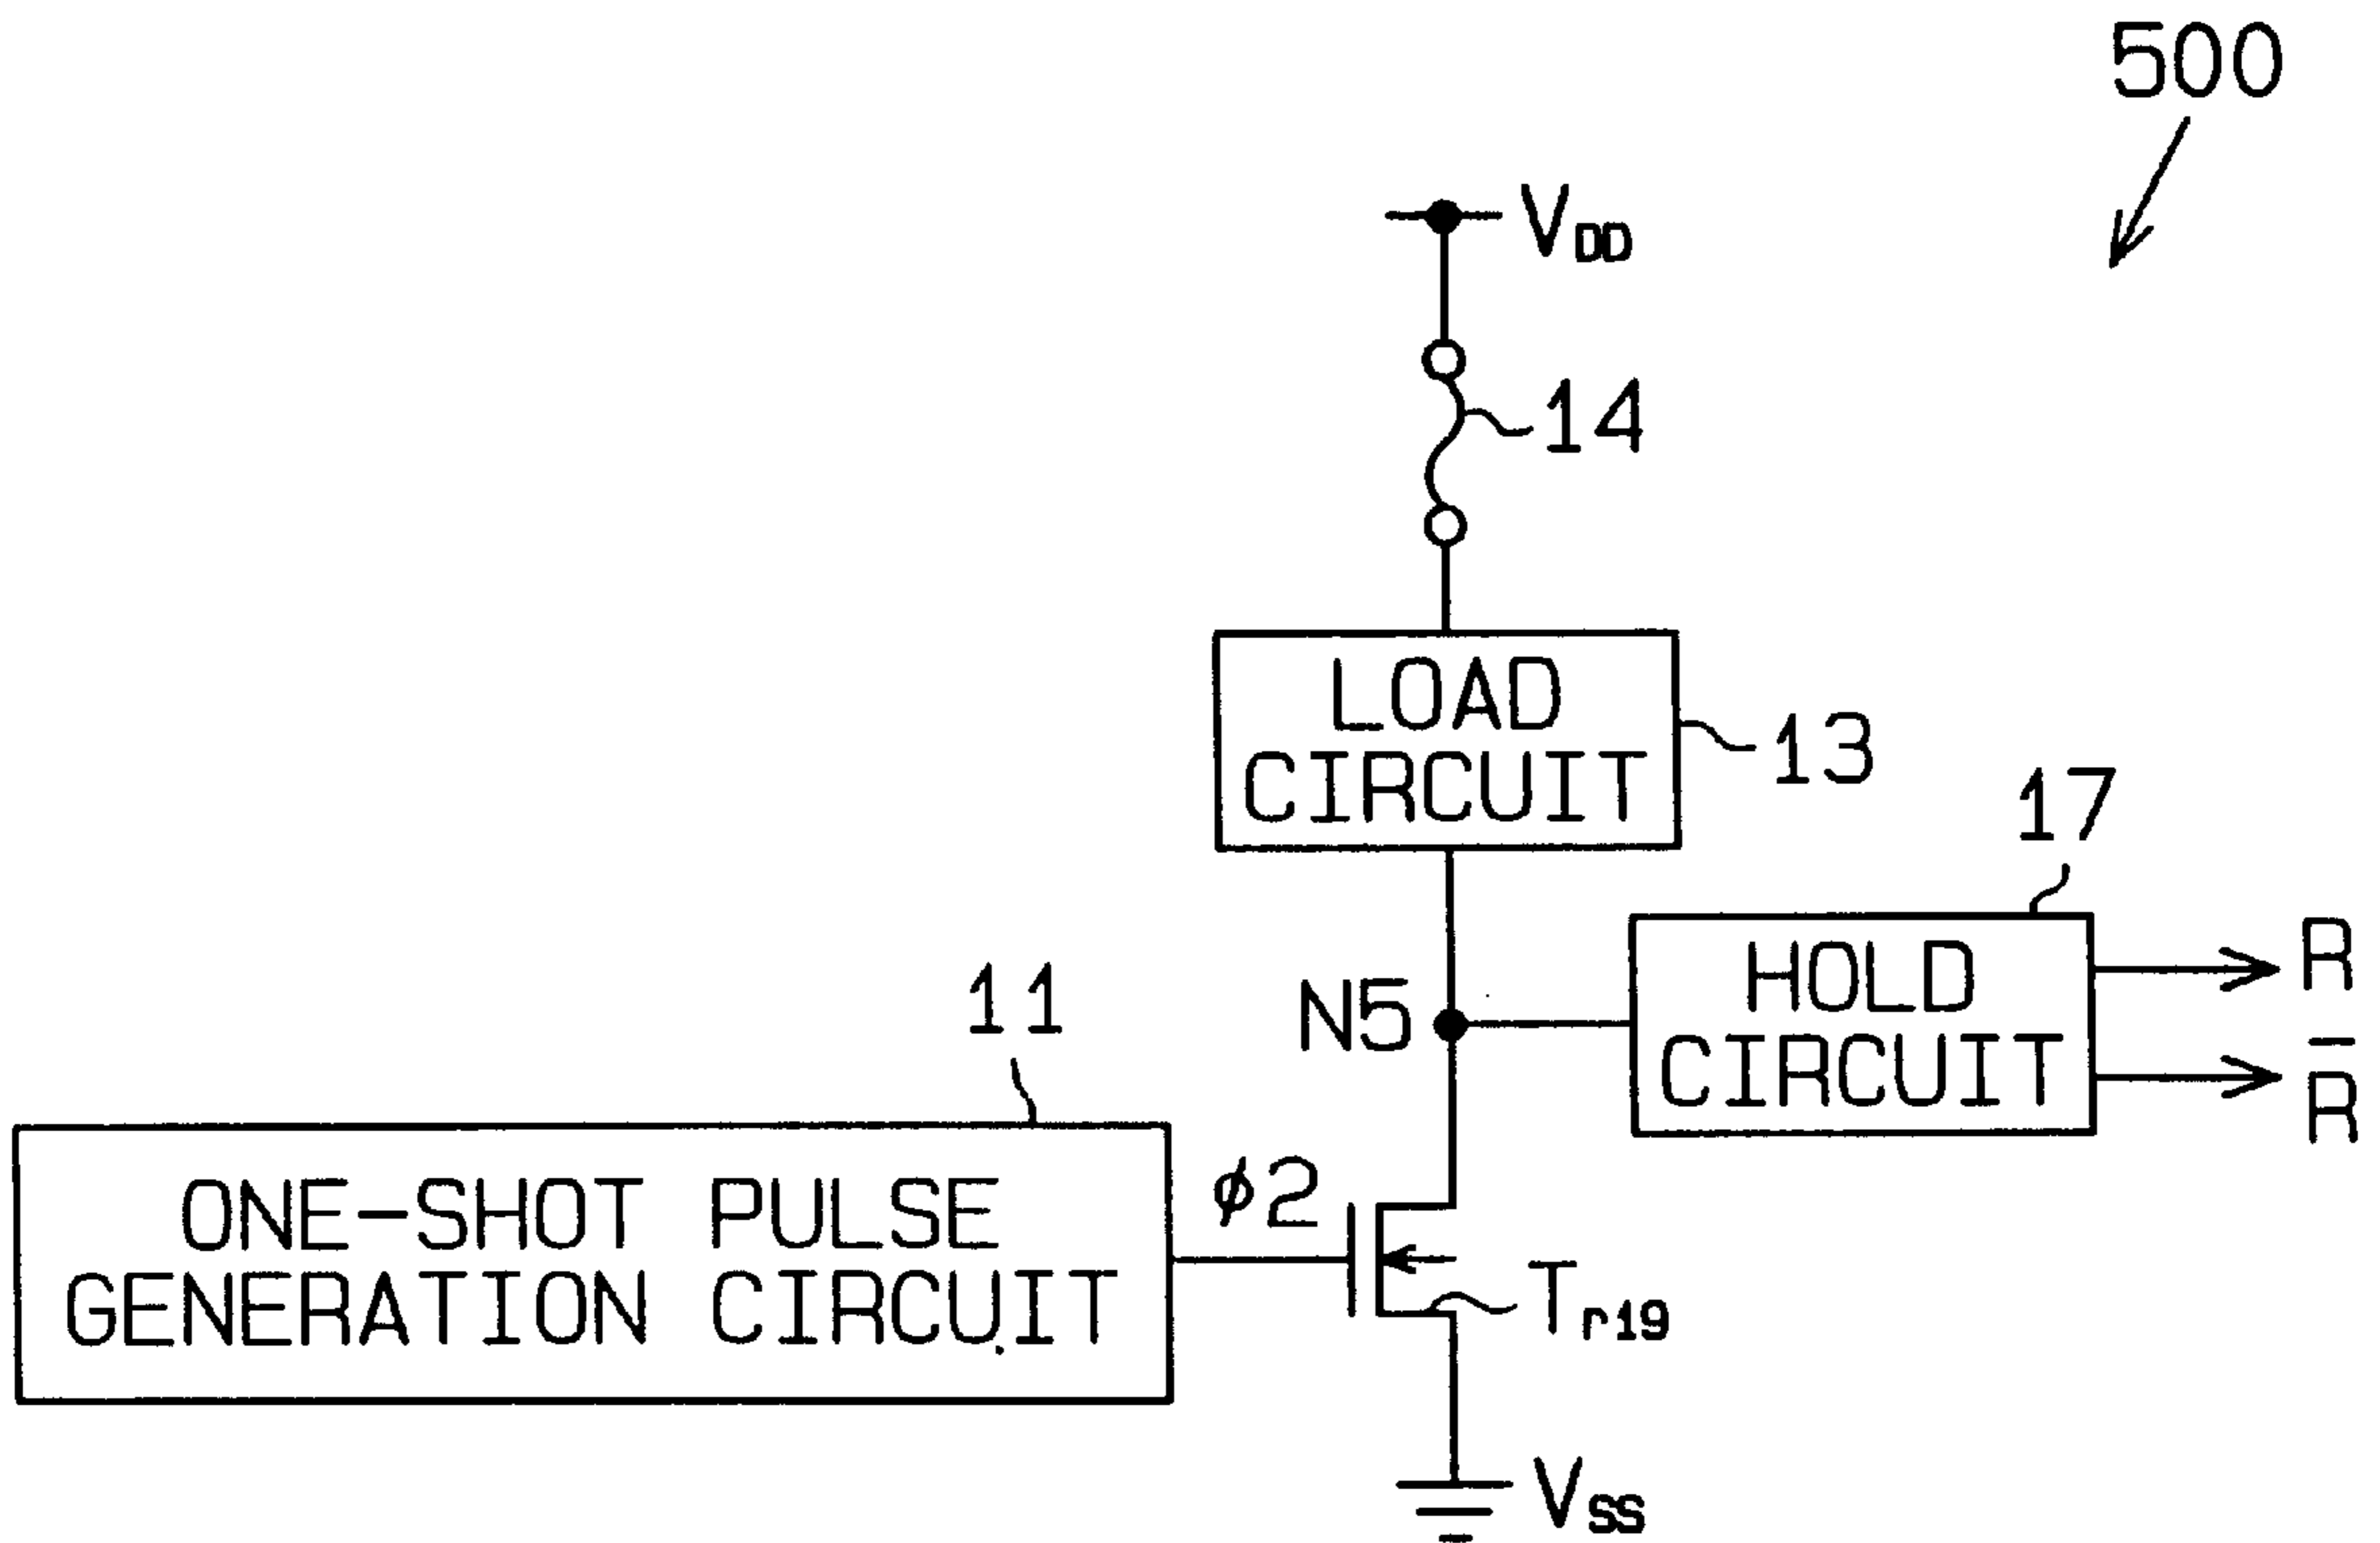 500
VDD
14
LOAD
CIRCUIT
13
17
HOLD
CIRCUIT
R
R̅
N5
11
ONE-SHOT PULSE
GENERATION CIRCUIT
φ2
Tr19
VSS